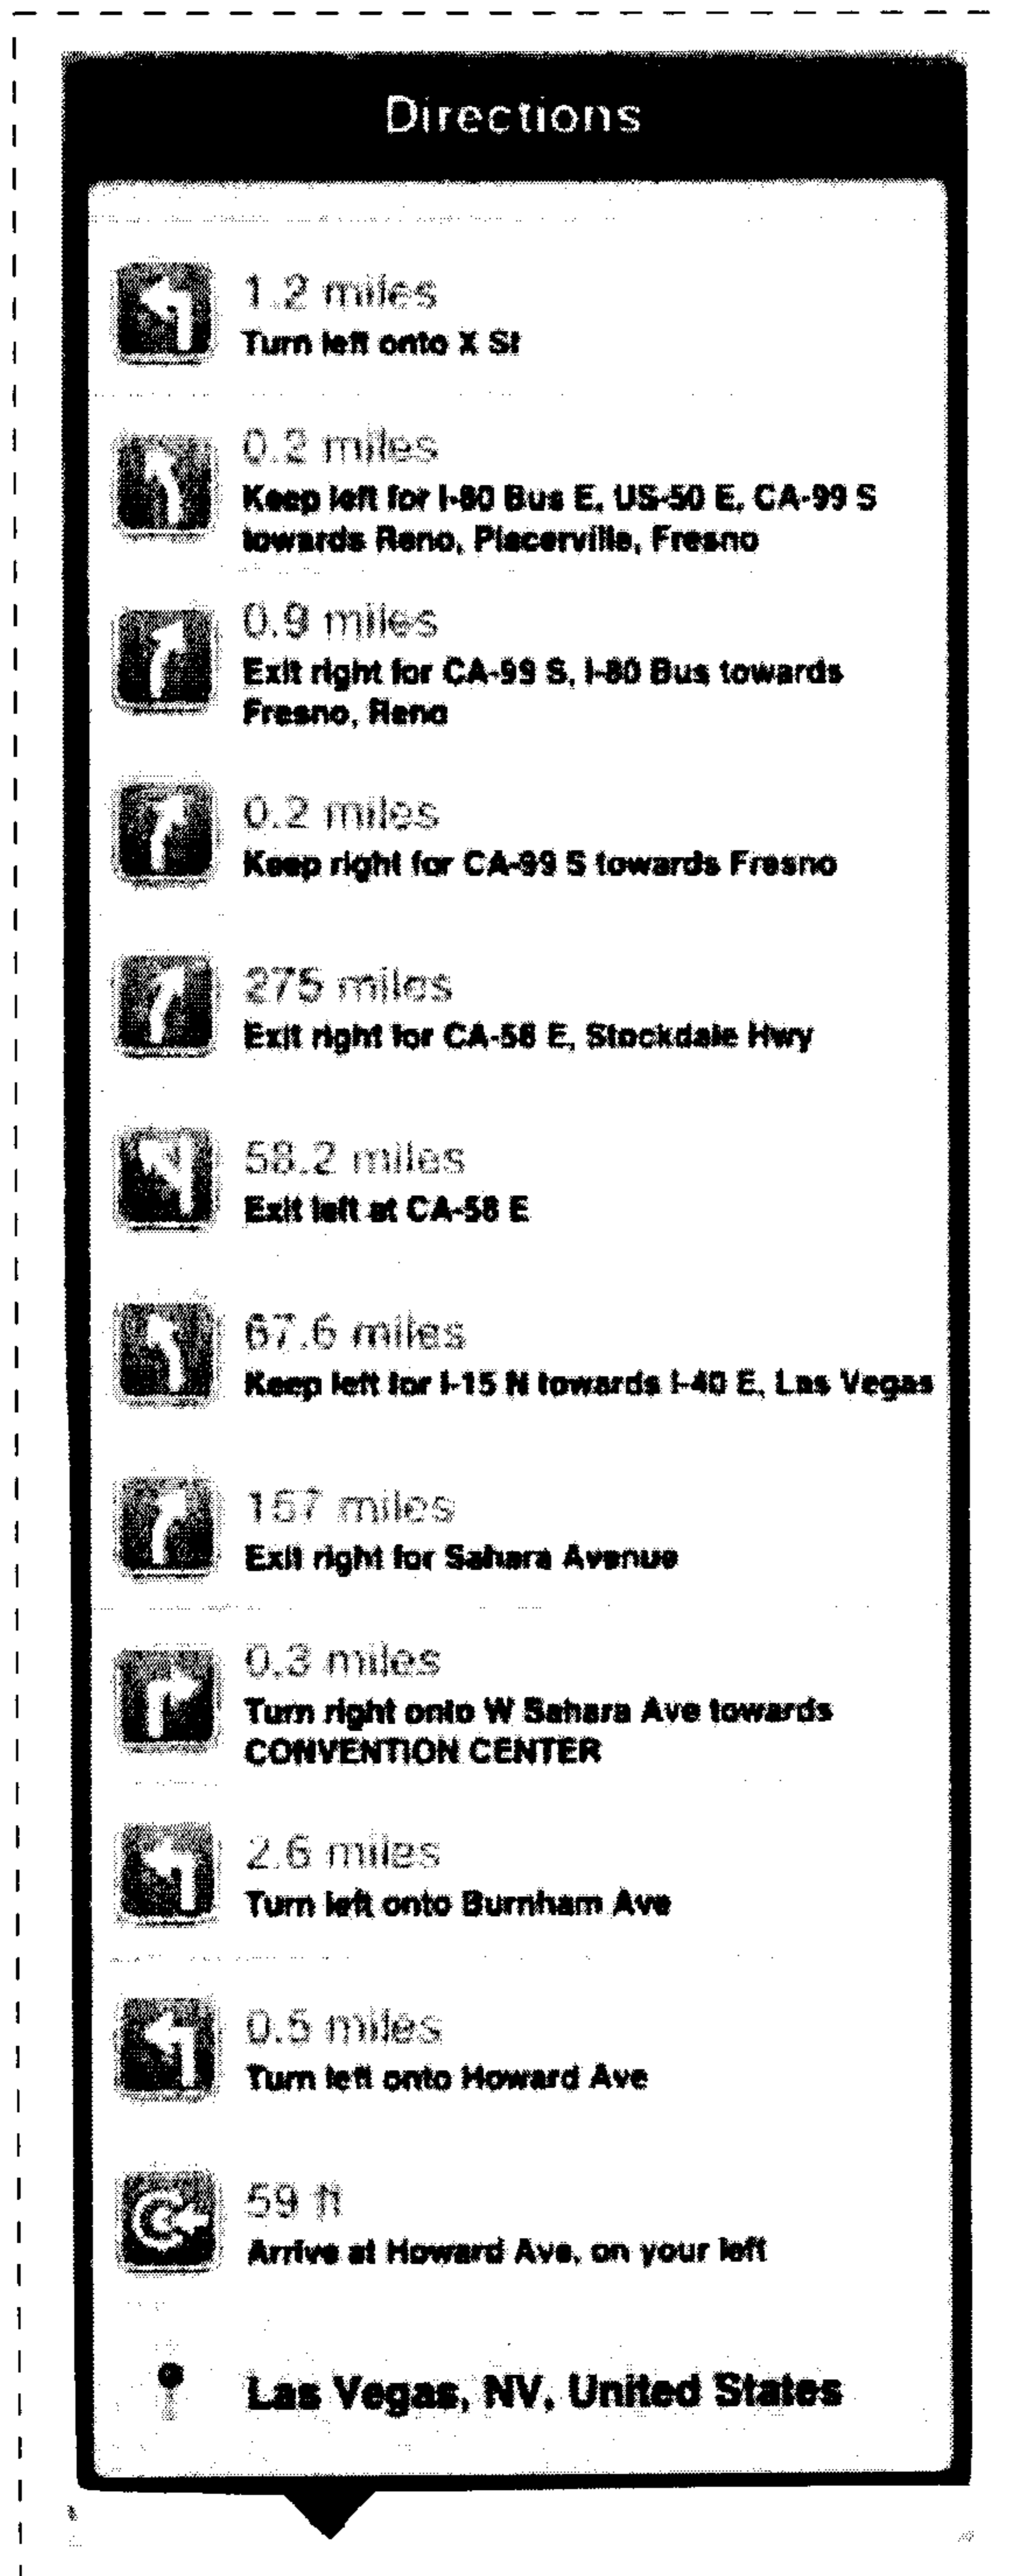 Directions
1.2 miles
Turn left onto X St
0.2 miles
Keep left for I-80 Bus E, US-50 E, CA-99 S
towards Reno, Placerville, Fresno
0.9 miles
Exit right for CA-99 S, I-80 Bus towards
Fresno, Reno
0.2 miles
Keep right for CA-99 S towards Fresno
275 miles
Exit right for CA-58 E, Stockdale Hwy
58.2 miles
Exit left at CA-58 E
67.6 miles
Keep left for I-15 N towards I-40 E, Las Vegas
157 miles
Exit right for Sahara Avenue
0.3 miles
Turn right onto W Sahara Ave towards
CONVENTION CENTER
2.6 miles
Turn left onto Burnham Ave
0.5 miles
Turn left onto Howard Ave
59 ft
Arrive at Howard Ave, on your left
Las Vegas, NV, United States